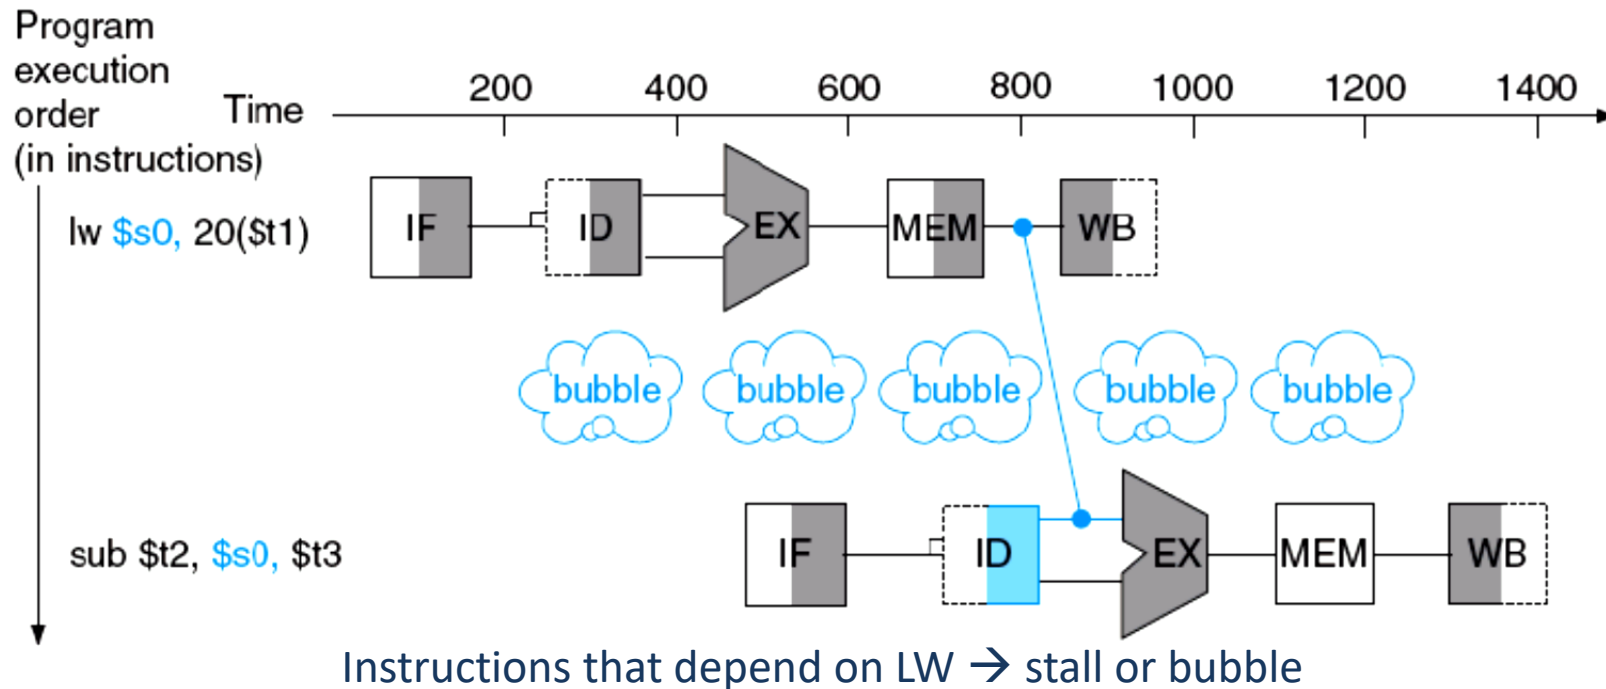 Program
execution
order
(in instructions)
Time
200 400 600 800 1000 1200 1400
lw $s0, 20($t1)
IF ID EX MEM WB
bubble bubble bubble bubble bubble
sub $t2, $s0, $t3
IF ID EX MEM WB
Instructions that depend on LW → stall or bubble